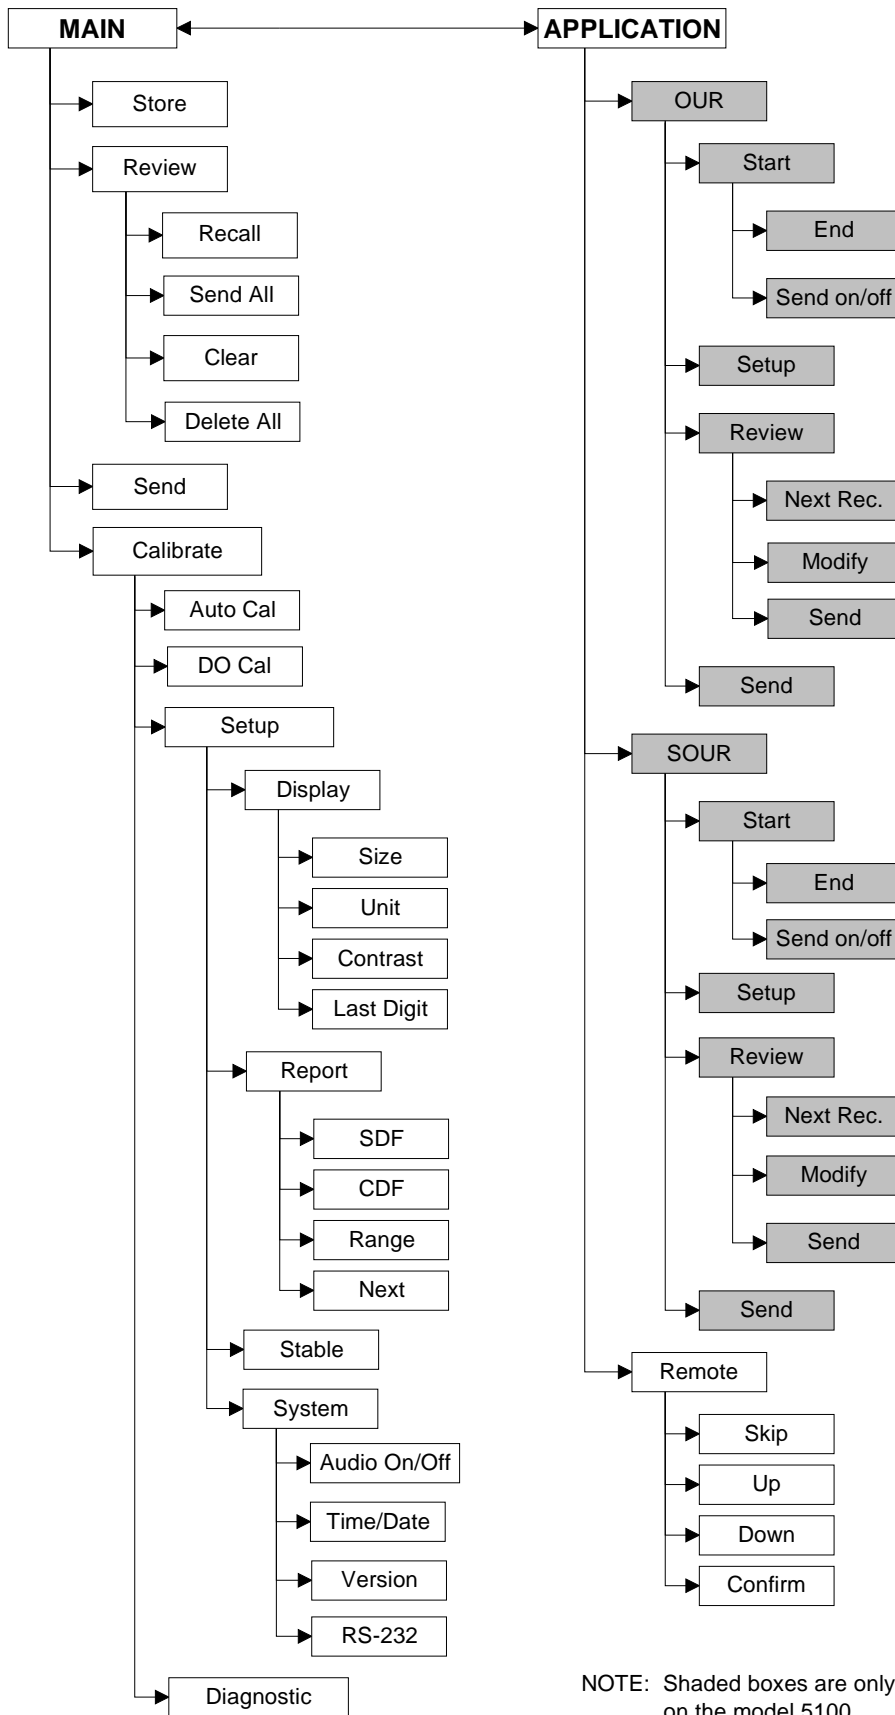 MAIN
Store
Review
Recall
Send All
Clear
Delete All
Send
Calibrate
Auto Cal
DO Cal
Setup
Display
Size
Unit
Contrast
Last Digit
Report
SDF
CDF
Range
Next
Stable
System
Audio On/Off
Time/Date
Version
RS-232
Diagnostic
APPLICATION
OUR
Start
End
Send on/off
Setup
Review
Next Rec.
Modify
Send
Send
SOUR
Start
End
Send on/off
Setup
Review
Next Rec.
Modify
Send
Send
Remote
Skip
Up
Down
Confirm
NOTE: Shaded boxes are only
on the model 5100